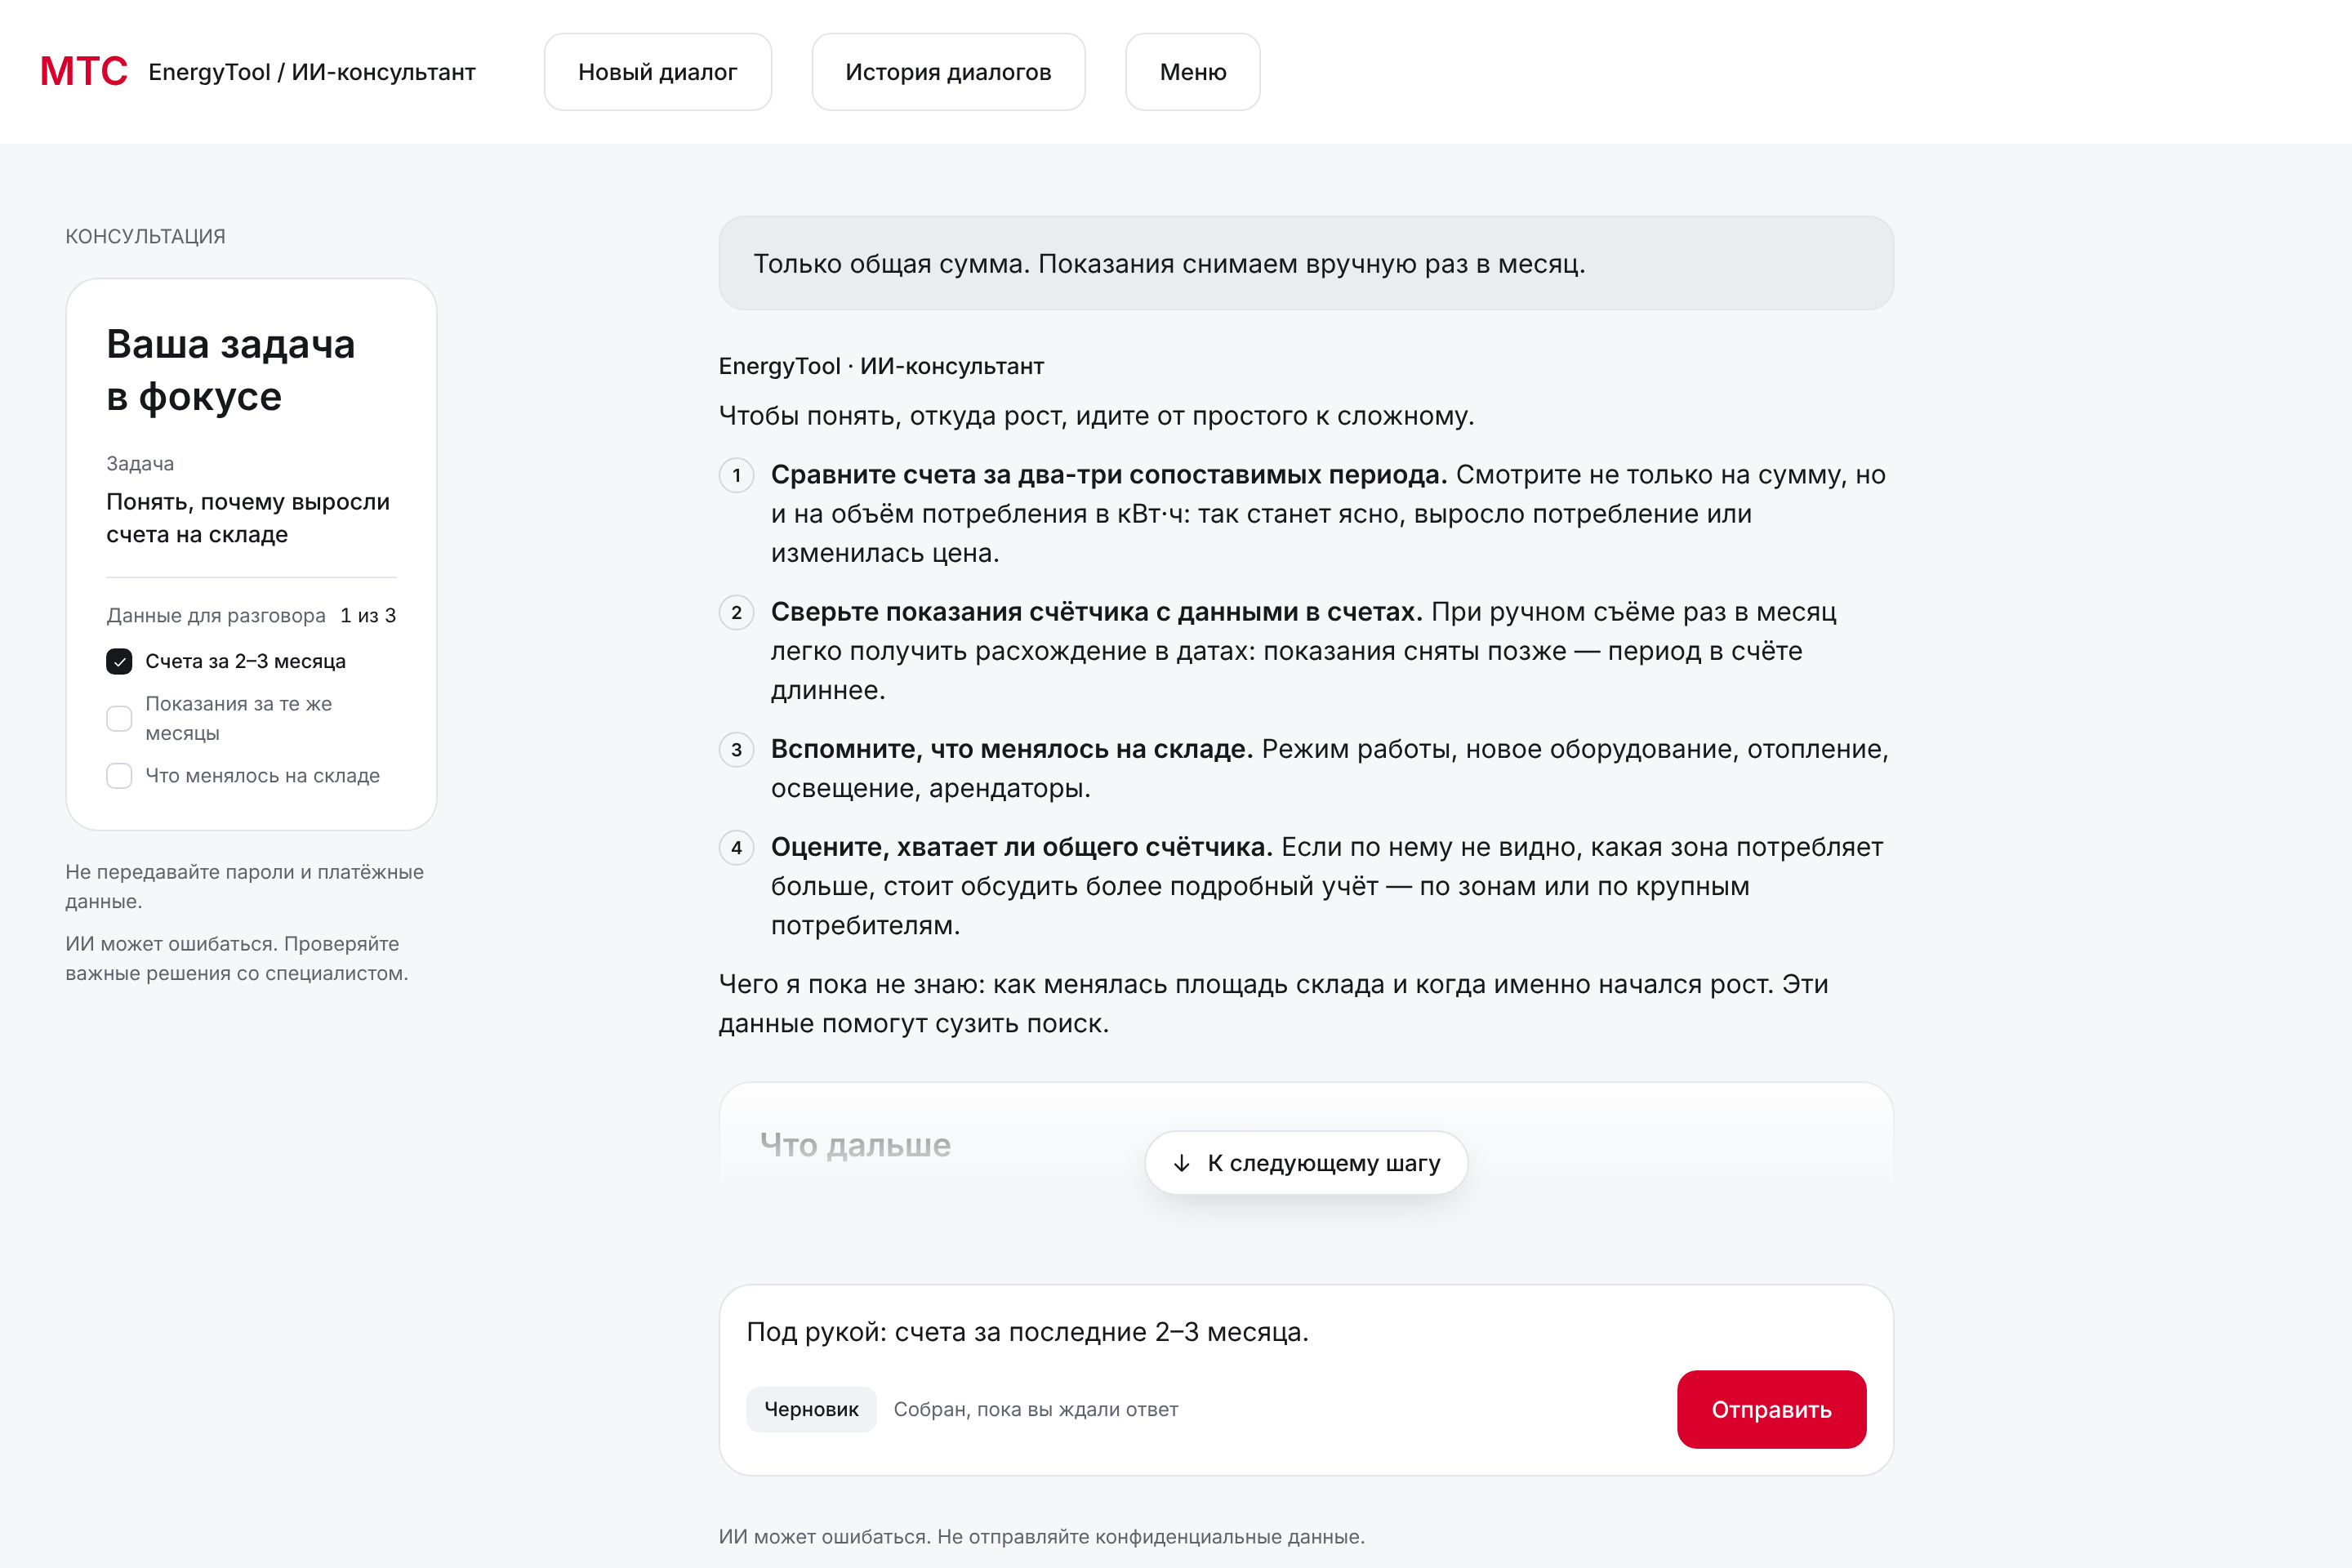 МТС EnergyTool / ИИ-консультант
Новый диалог
История диалогов
Меню
КОНСУЛЬТАЦИЯ
Ваша задача
в фокусе
Задача
Понять, почему выросли
счета на складе
Данные для разговора 1 из 3
Счета за 2–3 месяца
Показания за те же
месяцы
Что менялось на складе
Не передавайте пароли и платёжные
данные.
ИИ может ошибаться. Проверяйте
важные решения со специалистом.
Только общая сумма. Показания снимаем вручную раз в месяц.
EnergyTool · ИИ-консультант
Чтобы понять, откуда рост, идите от простого к сложному.
1 Сравните счета за два-три сопоставимых периода. Смотрите не только на сумму, но
и на объём потребления в кВт·ч: так станет ясно, выросло потребление или
изменилась цена.
2 Сверьте показания счётчика с данными в счетах. При ручном съёме раз в месяц
легко получить расхождение в датах: показания сняты позже — период в счёте
длиннее.
3 Вспомните, что менялось на складе. Режим работы, новое оборудование, отопление,
освещение, арендаторы.
4 Оцените, хватает ли общего счётчика. Если по нему не видно, какая зона потребляет
больше, стоит обсудить более подробный учёт — по зонам или по крупным
потребителям.
Чего я пока не знаю: как менялась площадь склада и когда именно начался рост. Эти
данные помогут сузить поиск.
Что дальше
↓ К следующему шагу
Под рукой: счета за последние 2–3 месяца.
Черновик Собран, пока вы ждали ответ
Отправить
ИИ может ошибаться. Не отправляйте конфиденциальные данные.